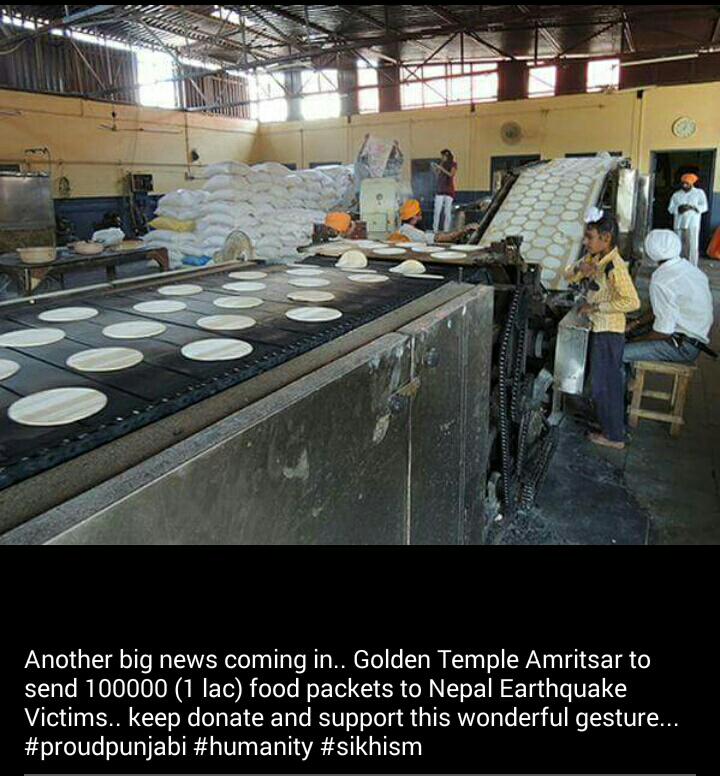 Another big news coming in.. Golden Temple Amritsar to
send 100000 (1 lac) food packets to Nepal Earthquake
Victims.. keep donate and support this wonderful gesture...
#proudpunjabi #humanity #sikhism